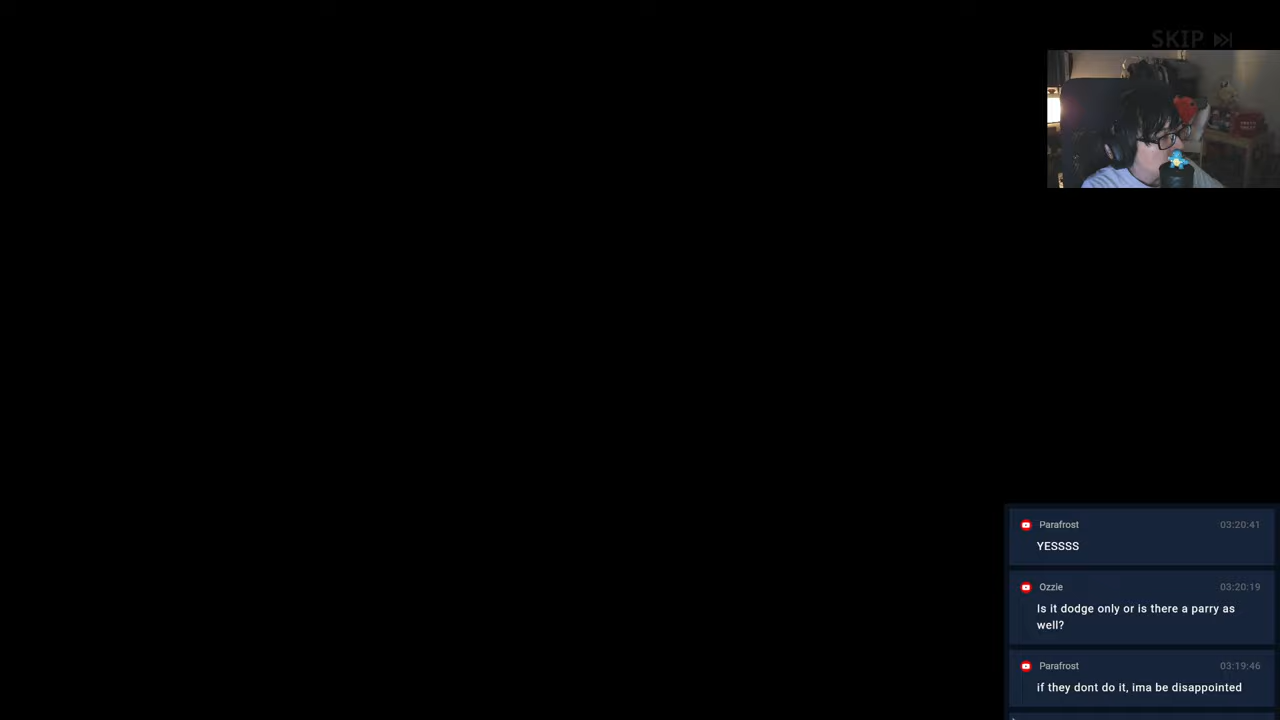 SKIP
Parafrost 03:20:41
YESSSS
Ozzie 03:20:19
Is it dodge only or is there a parry as
well?
Parafrost 03:19:46
if they dont do it, ima be disappointed